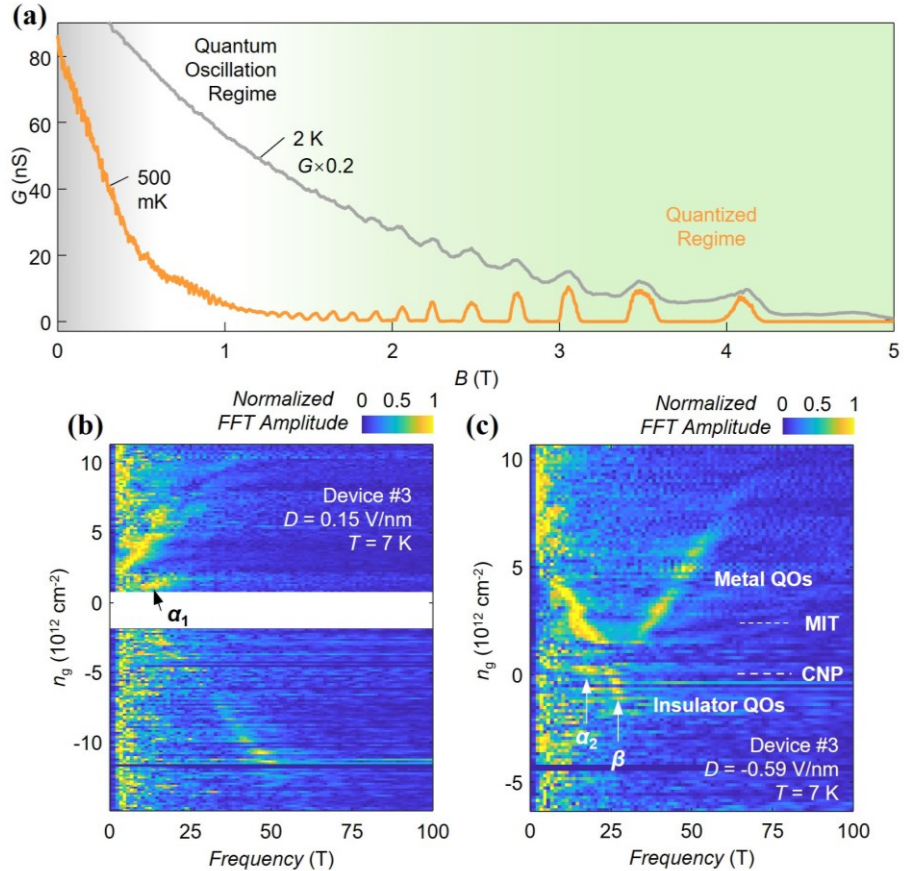 (a)
80
60
40
20
0
G (nS)
Quantum
Oscillation
Regime
2 K
G×0.2
500
mK
Quantized
Regime
0 1 2 3 4 5
B (T)
(b)
Normalized
FFT Amplitude
0 0.5 1
10
5
0
-5
-10
n_g (10¹² cm⁻²)
Device #3
D = 0.15 V/nm
T = 7 K
α₁
0 25 50 75 100
Frequency (T)
(c)
Normalized
FFT Amplitude
0 0.5 1
10
5
0
-5
n_g (10¹² cm⁻²)
Metal QOs
MIT
CNP
Insulator QOs
α₂
β
Device #3
D = -0.59 V/nm
T = 7 K
0 25 50 75 100
Frequency (T)